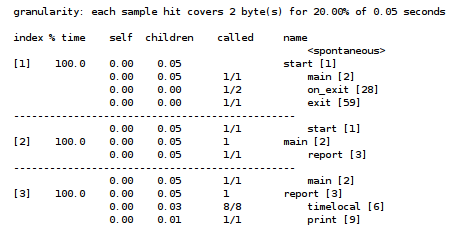 granularity: each sample hit covers 2 byte(s) for 20.00% of 0.05 seconds
index % time self children called name
<spontaneous>
[1] 100.0 0.00 0.05 start [1]
0.00 0.05 1/1 main [2]
0.00 0.00 1/2 on_exit [28]
0.00 0.00 1/1 exit [59]
-----------------------------------------------
0.00 0.05 1/1 start [1]
[2] 100.0 0.00 0.05 1 main [2]
0.00 0.05 1/1 report [3]
-----------------------------------------------
0.00 0.05 1/1 main [2]
[3] 100.0 0.00 0.05 1 report [3]
0.00 0.03 8/8 timelocal [6]
0.00 0.01 1/1 print [9]